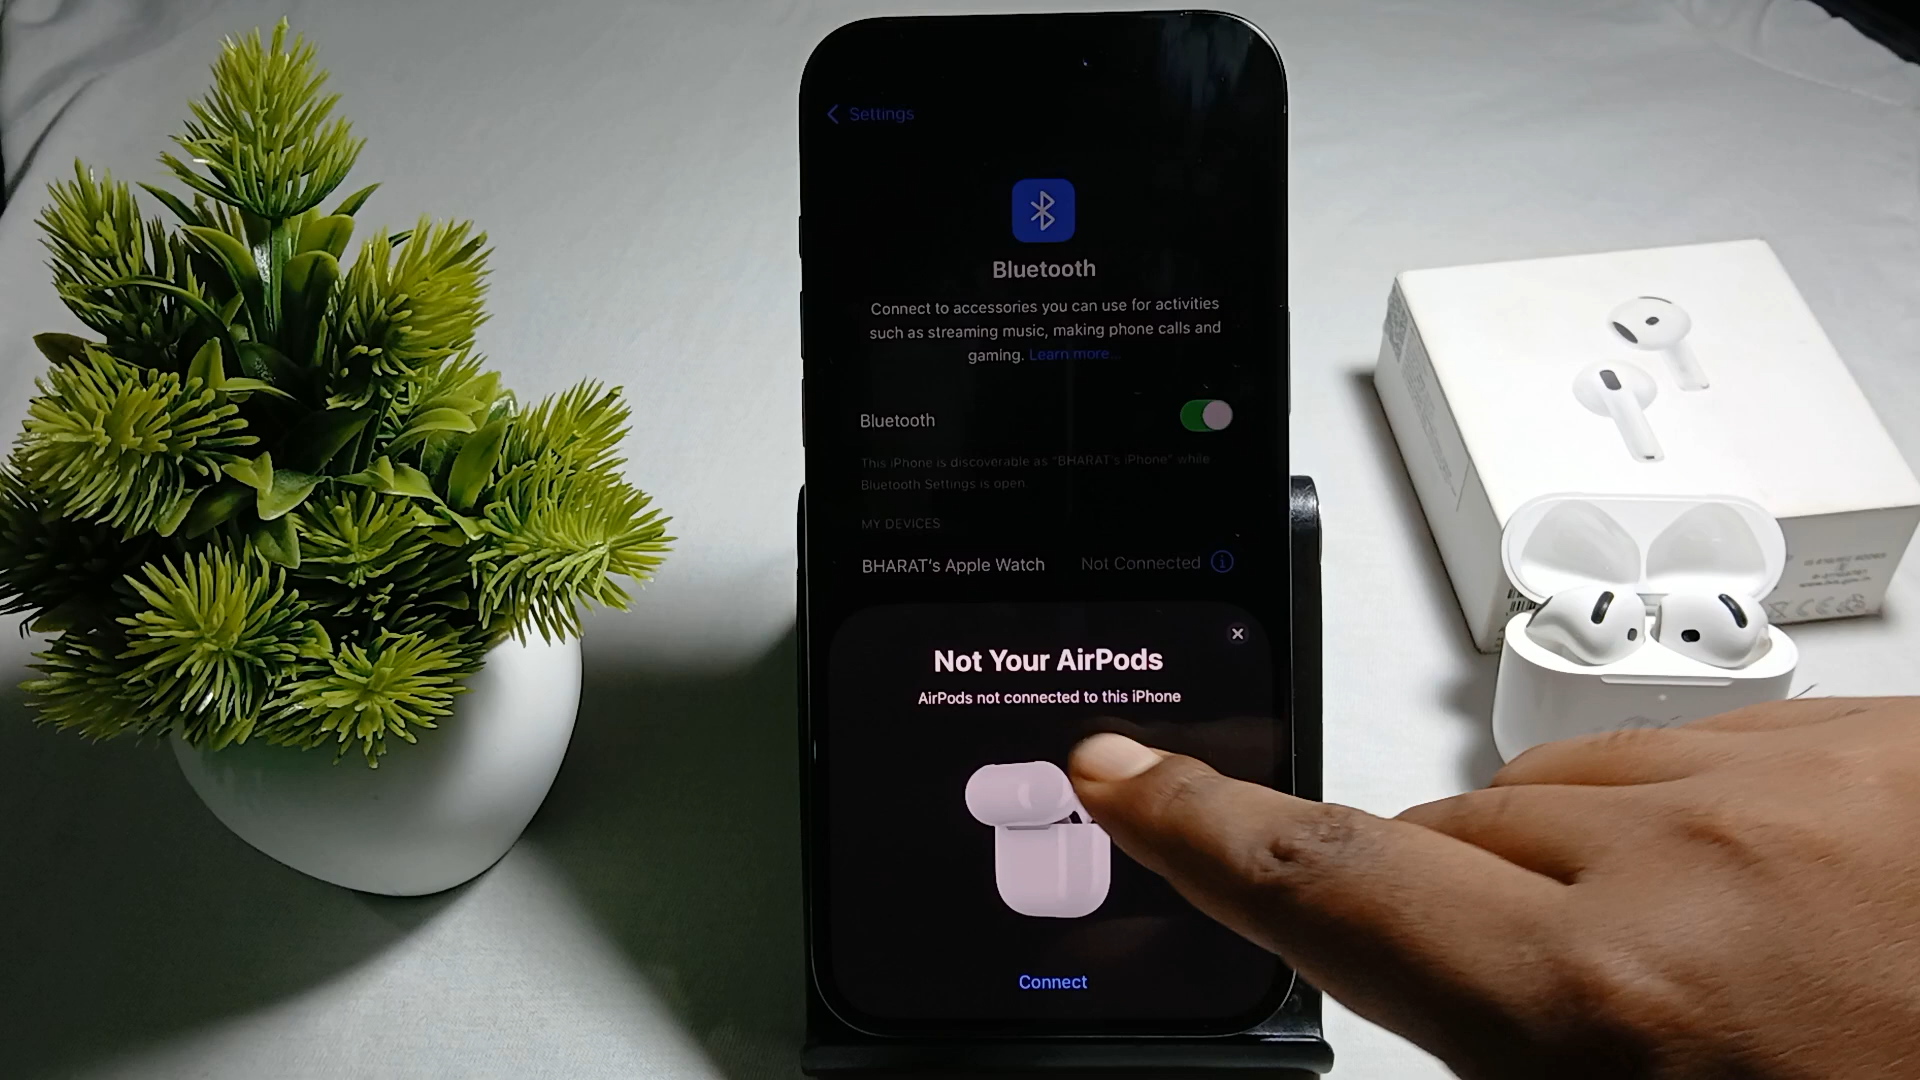 Settings
Bluetooth
Connect to accessories you can use for activities
such as streaming music, making phone calls and
gaming. Learn more...
Bluetooth
This iPhone is discoverable as “BHARAT's iPhone” while
Bluetooth Settings is open.
MY DEVICES
BHARAT's Apple Watch Not Connected
Not Your AirPods
AirPods not connected to this iPhone
Connect